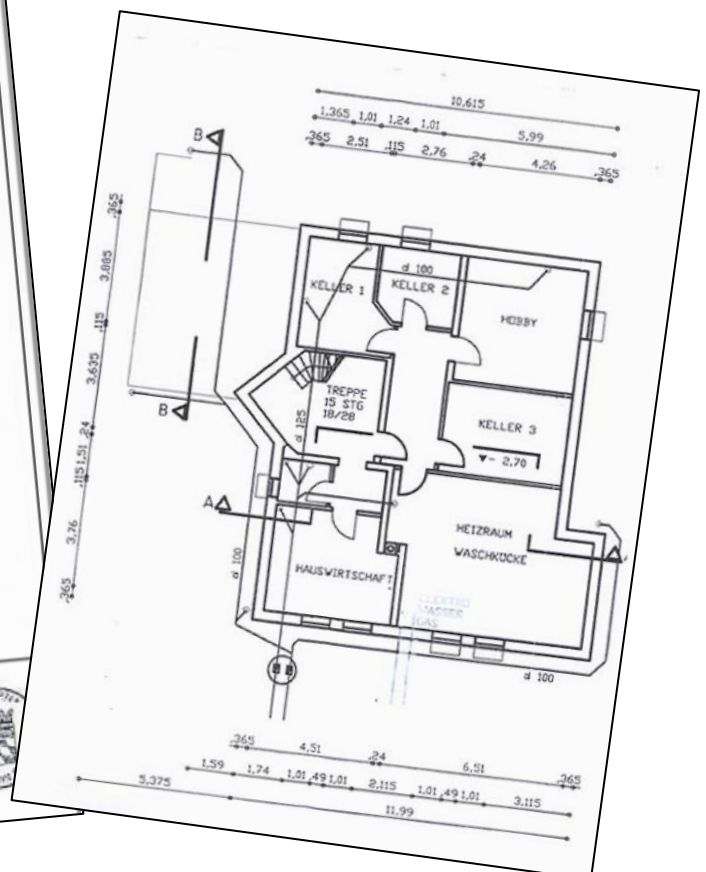 10,615
1,365 1,01 1,24 1,01 5,99
,365 2,51 ,115 2,76 ,24 4,26 ,365
B
,365
3,885
,115
3,635
,24
1,51
,115
3,76
,365
d 100
KELLER 1
KELLER 2
HOBBY
TREPPE
15 STG
18/28
d 125
B
KELLER 3
- 2,70
A
HEIZRAUM
WASCHKÜCKE
HAUSWIRTSCHAFT
d 100
ELEKTRO
WASSER
GAS
d 100
,365 4,51 ,24 6,51 ,365
1,59 1,74 1,01 ,49 1,01 2,115 1,01 ,49 1,01 3,115
5,375 11,99